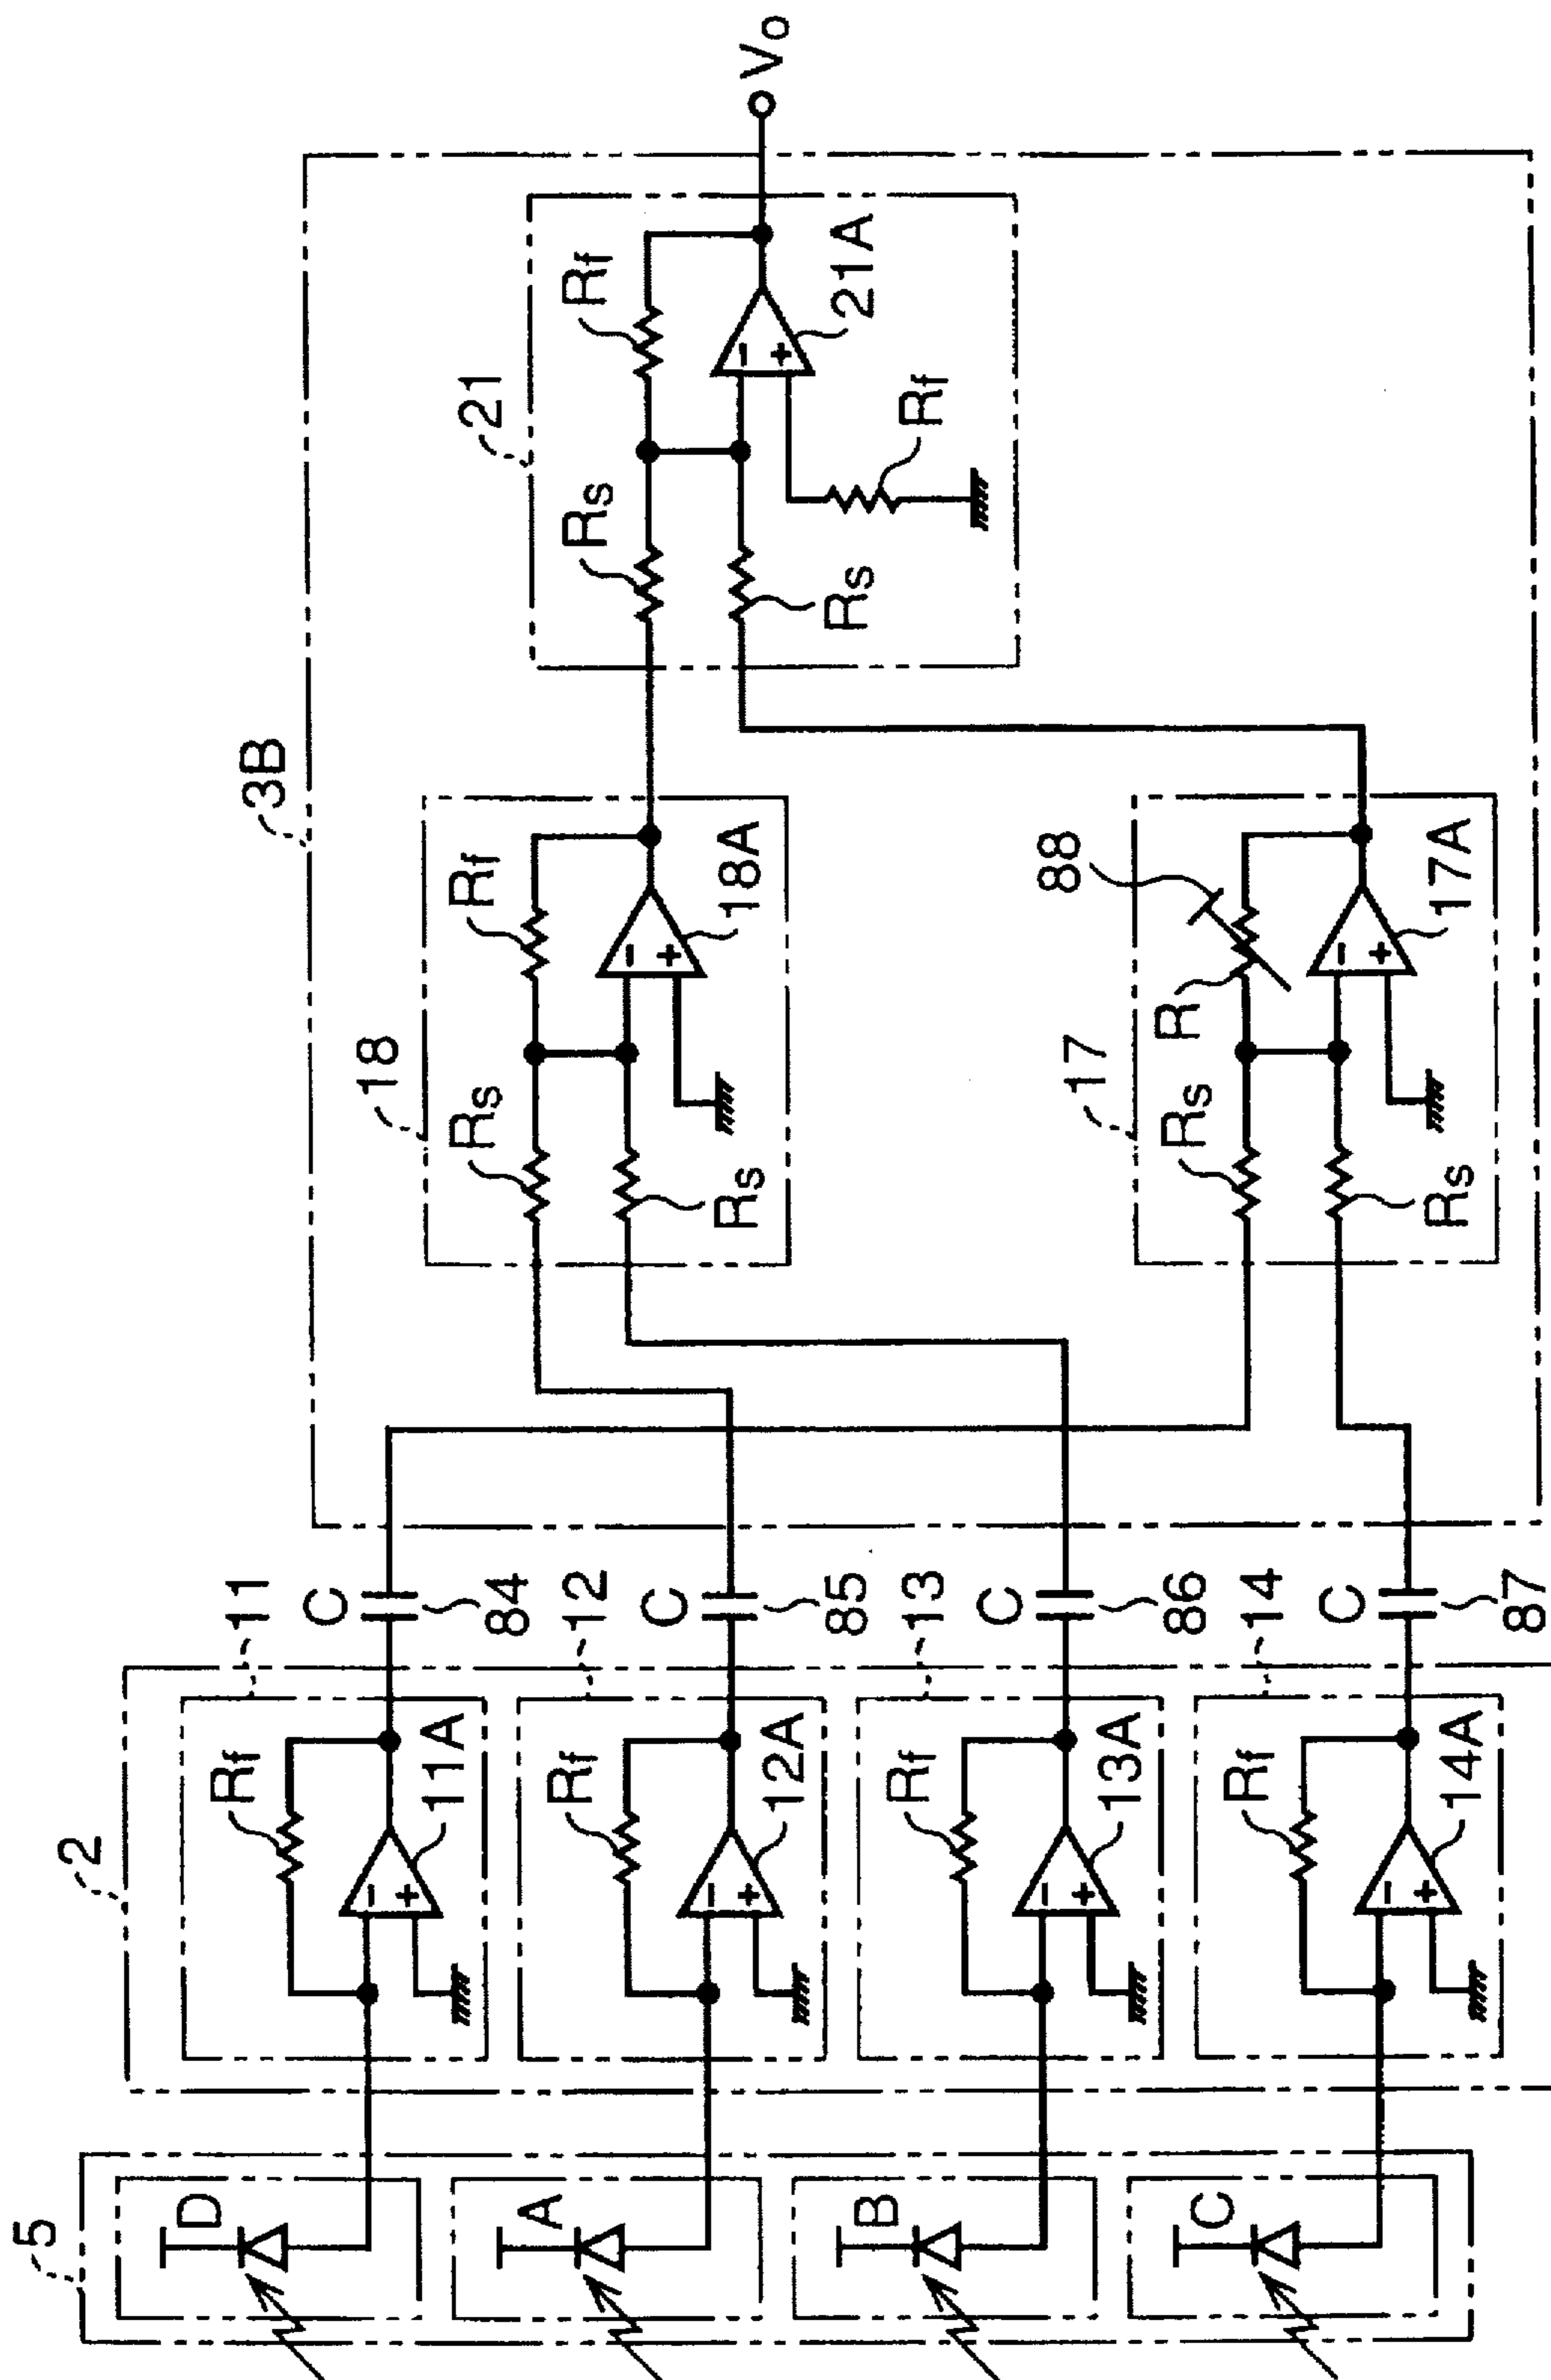 5
D
A
B
C
2
11
Rf
11A
12
Rf
12A
13
Rf
13A
14
Rf
14A
C
84
C
85
C
86
C
87
3B
18
Rs
Rf
Rs
18A
17
Rs
R
88
Rs
17A
21
Rs
Rf
Rs
Rf
21A
Vo
- +
- +
- +
- +
- +
- +
- +